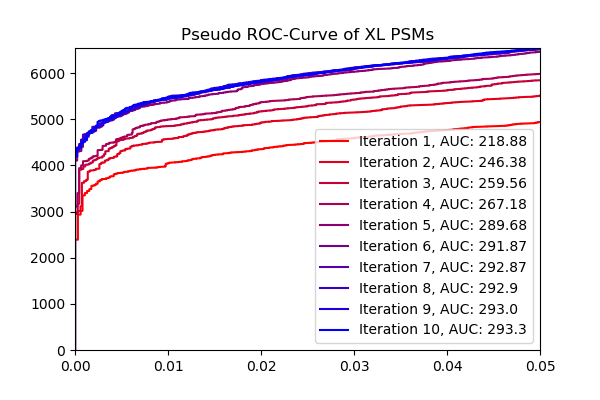 Pseudo ROC-Curve of XL PSMs
6000
5000
4000
3000
2000
1000
0
Iteration 1, AUC: 218.88
Iteration 2, AUC: 246.38
Iteration 3, AUC: 259.56
Iteration 4, AUC: 267.18
Iteration 5, AUC: 289.68
Iteration 6, AUC: 291.87
Iteration 7, AUC: 292.87
Iteration 8, AUC: 292.9
Iteration 9, AUC: 293.0
Iteration 10, AUC: 293.3
0.00 0.01 0.02 0.03 0.04 0.05